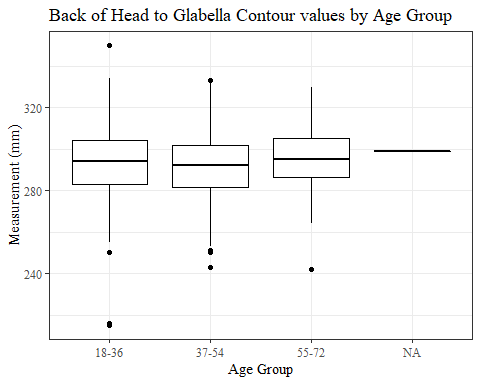 Back of Head to Glabella Contour values by Age Group
Measurement (mm)
320
280
240
18-36
37-54
55-72
NA
Age Group